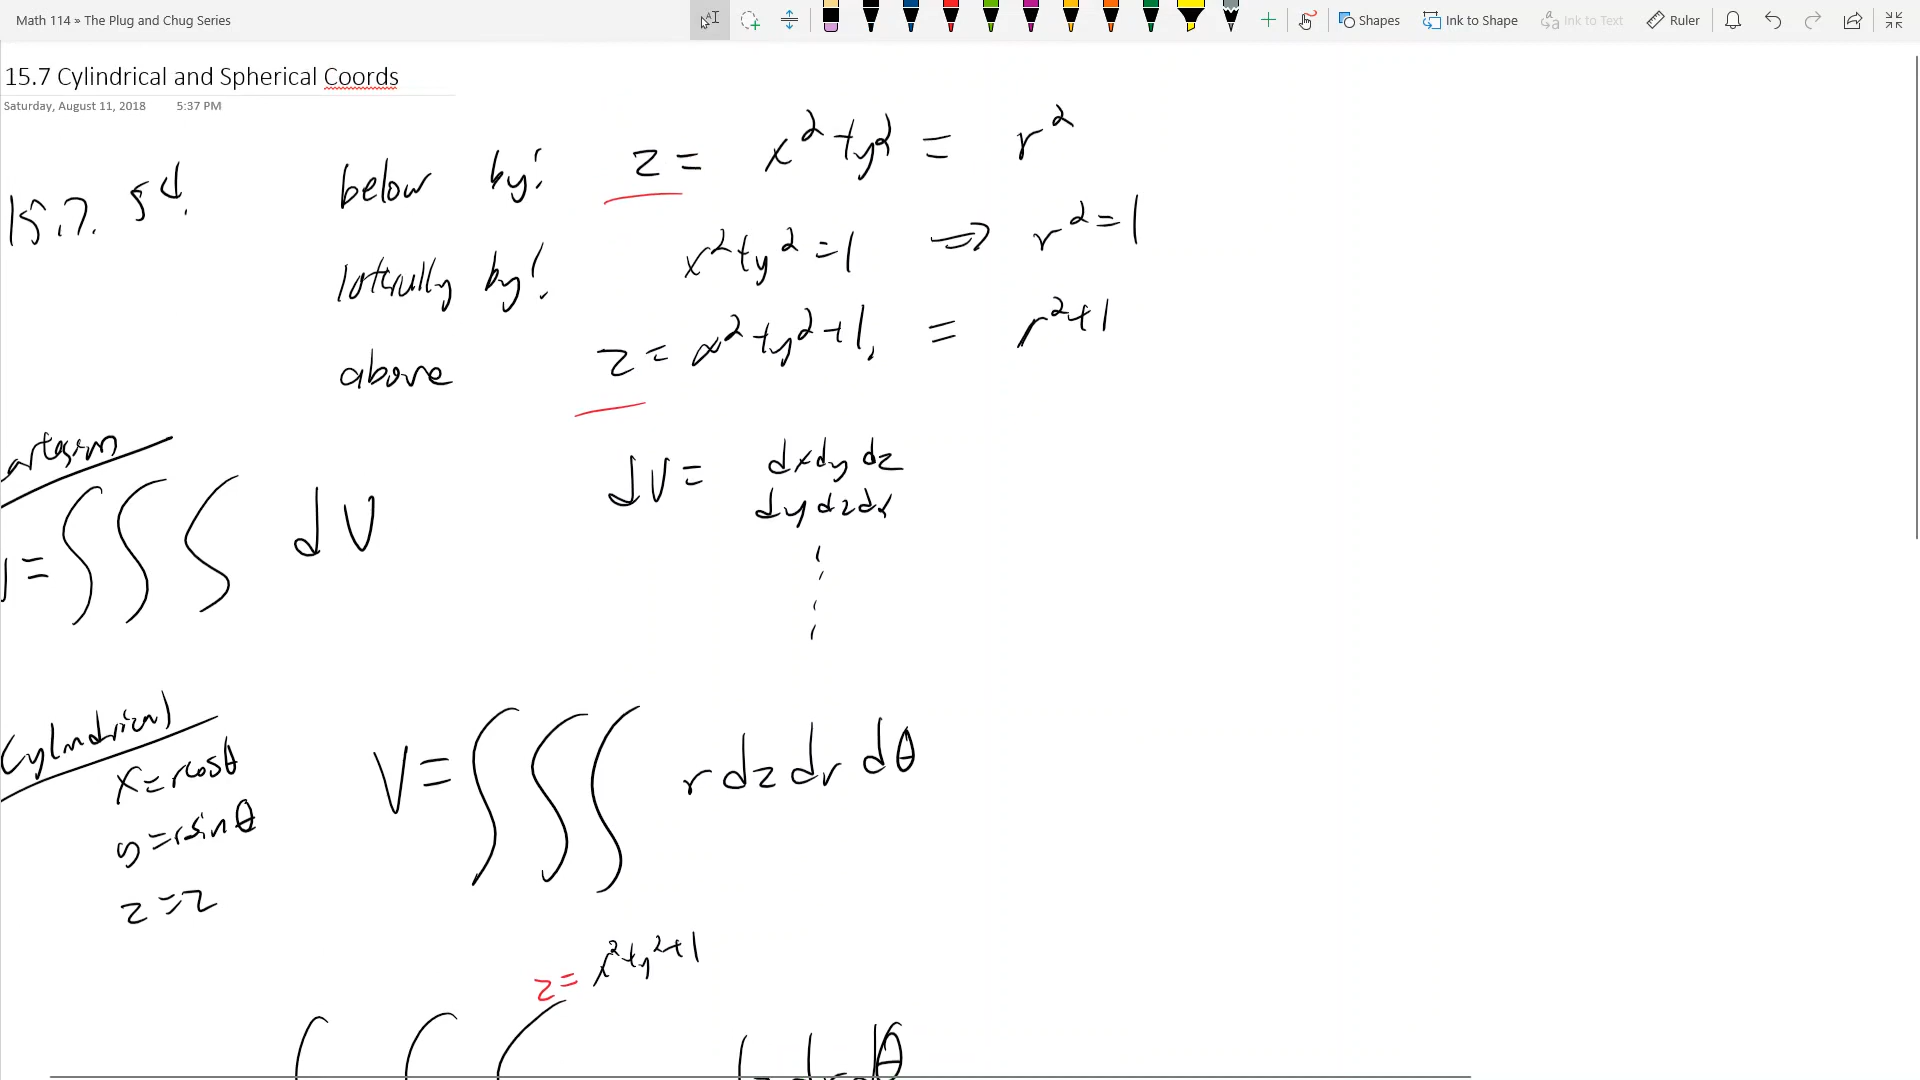 Math 114 » The Plug and Chug Series
Shapes Ink to Shape Ink to Text Ruler
15.7 Cylindrical and Spherical Coords
Saturday, August 11, 2018 5:37 PM
15.7. 5d.
below by: z = x²+y² = r²
latrally by: x²+y²=1 ⇒ r²=1
above z = x²+y²+1, = r²+1
artesian
V=∫∫∫ dV
dV= dxdydz
dydzdx
Cylindrical
x=rcosθ
y=rsinθ
z=z
V=∫∫∫ r dz dr dθ
z= x²+y²+1
∫∫∫ dθ